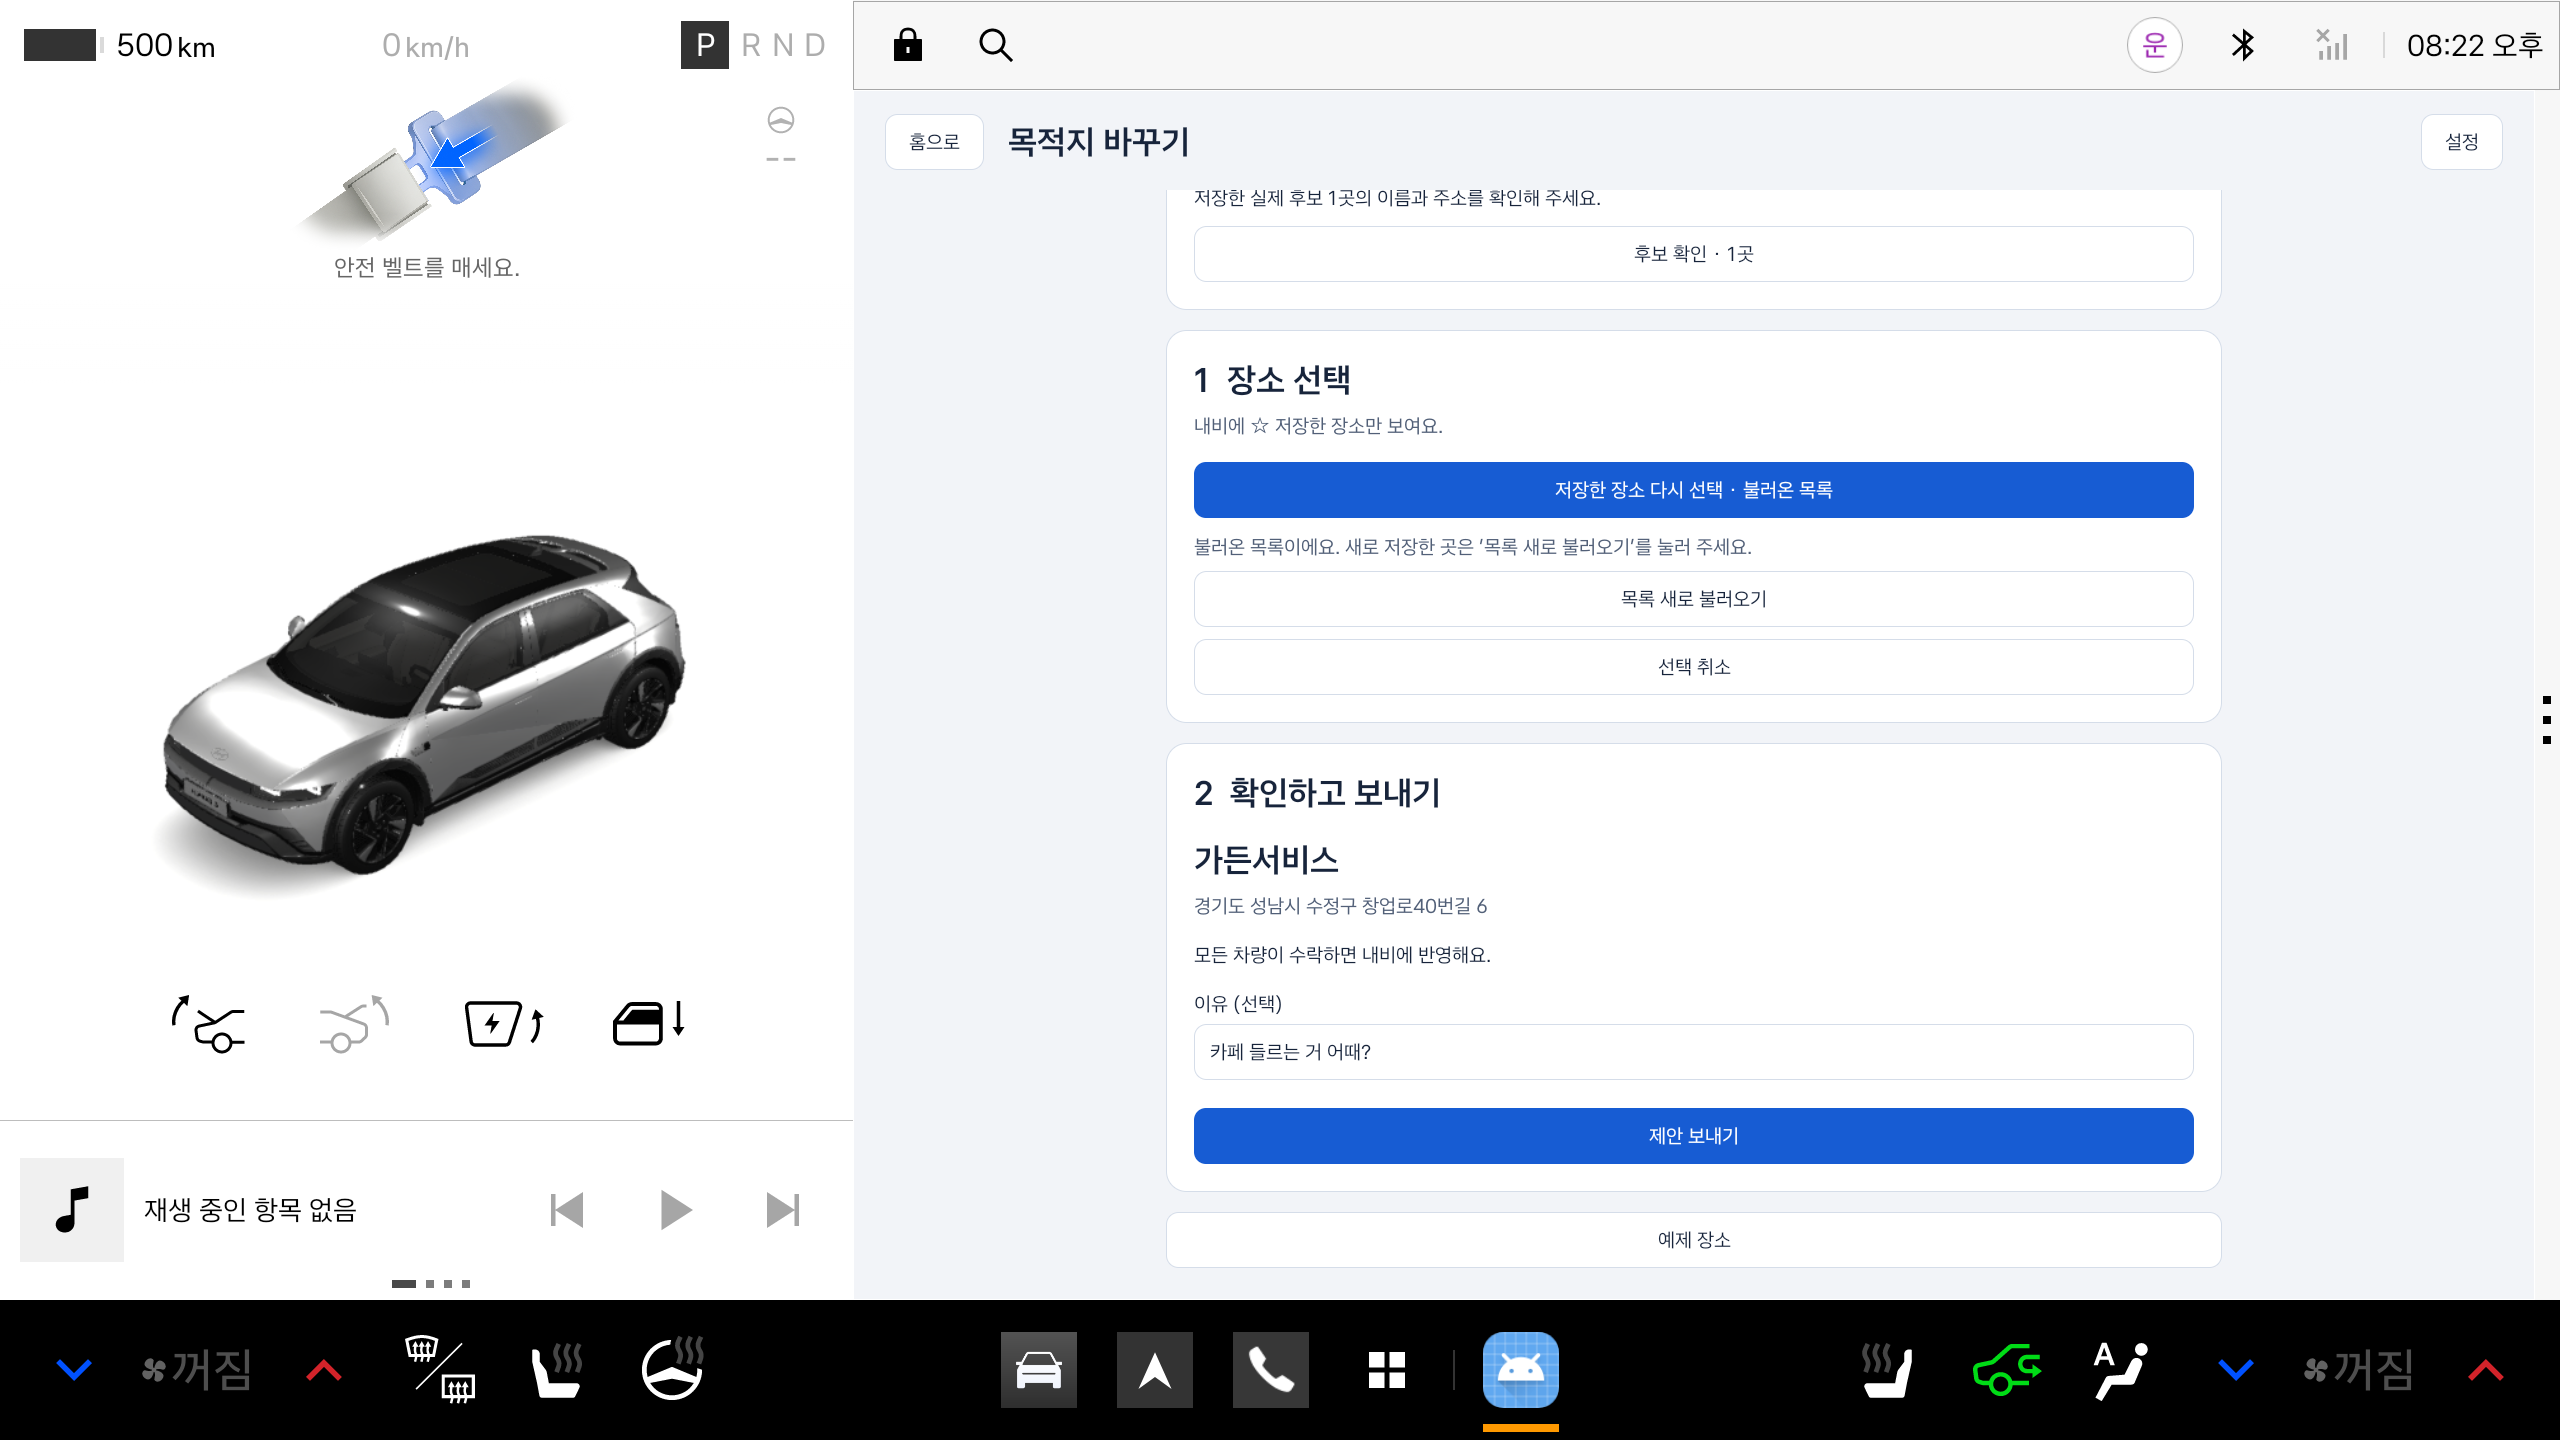 500 km
0 km/h
P R N D
안전 벨트를 매세요.
재생 중인 항목 없음
운
08:22 오후
홈으로
목적지 바꾸기
설정
저장한 실제 후보 1곳의 이름과 주소를 확인해 주세요.
후보 확인 · 1곳
1 장소 선택
내비에 ☆ 저장한 장소만 보여요.
저장한 장소 다시 선택 · 불러온 목록
불러온 목록이에요. 새로 저장한 곳은 '목록 새로 불러오기'를 눌러 주세요.
목록 새로 불러오기
선택 취소
2 확인하고 보내기
가든서비스
경기도 성남시 수정구 창업로40번길 6
모든 차량이 수락하면 내비에 반영해요.
이유 (선택)
카페 들르는 거 어때?
제안 보내기
예제 장소
꺼짐
A
꺼짐